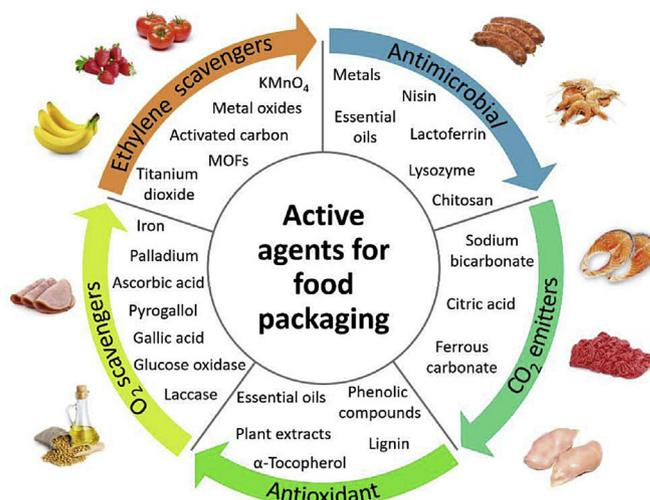 Active
agents for
food
packaging
Antimicrobial
Metals
Nisin
Essential
oils
Lactoferrin
Lysozyme
Chitosan
CO2 emitters
Sodium
bicarbonate
Citric acid
Ferrous
carbonate
Antioxidant
Phenolic
compounds
Essential oils
Plant extracts
Lignin
α-Tocopherol
O2 scavengers
Iron
Palladium
Ascorbic acid
Pyrogallol
Gallic acid
Glucose oxidase
Laccase
Ethylene scavengers
KMnO4
Metal oxides
Activated carbon
MOFs
Titanium
dioxide